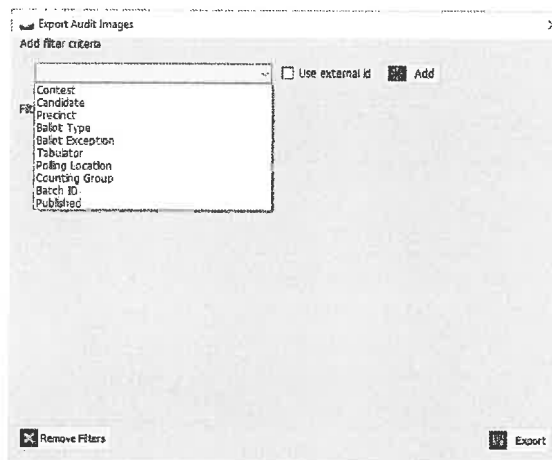 Export Audit Images
Add filter criteria
Use external id Add
Contest
Candidate
Precinct
Ballot Type
Ballot Exception
Tabulator
Polling Location
Counting Group
Batch ID
Published
Remove Filters
Export